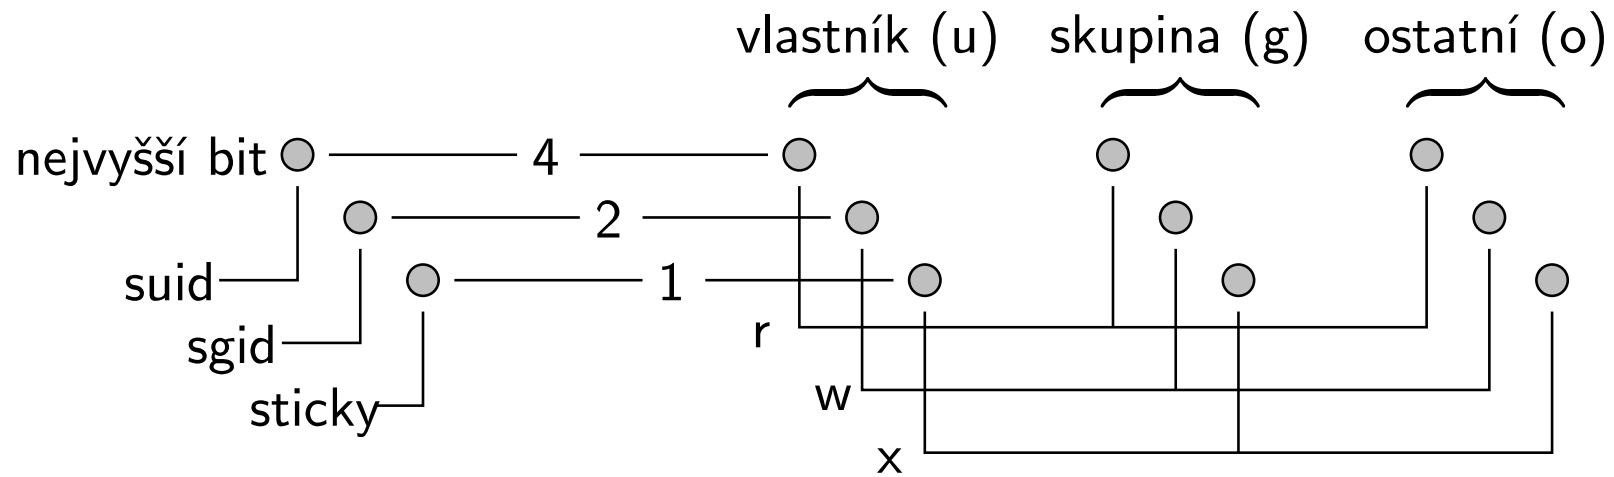 vlastník (u) skupina (g) ostatní (o)
nejvyšší bit 4
2
suid 1
r
sgid
w
sticky
x